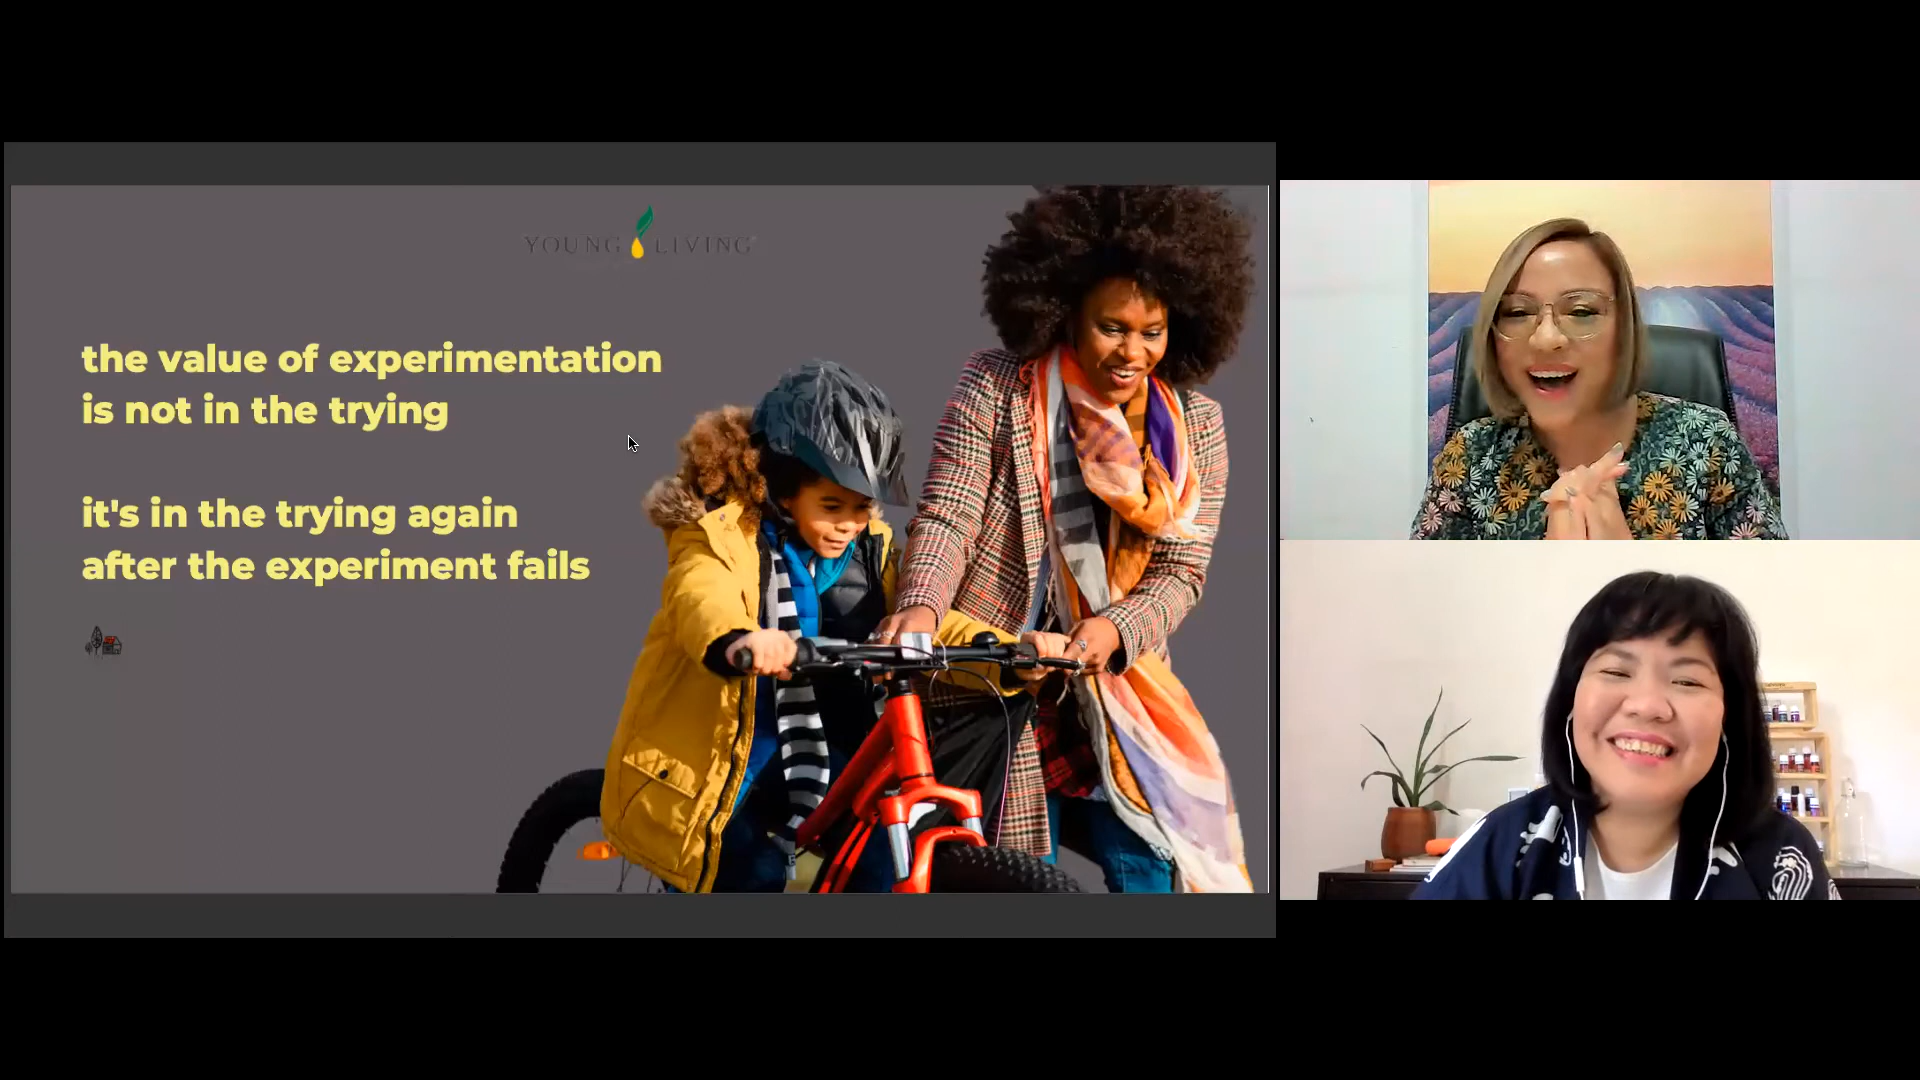 YOUNG LIVING
the value of experimentation
is not in the trying
it's in the trying again
after the experiment fails